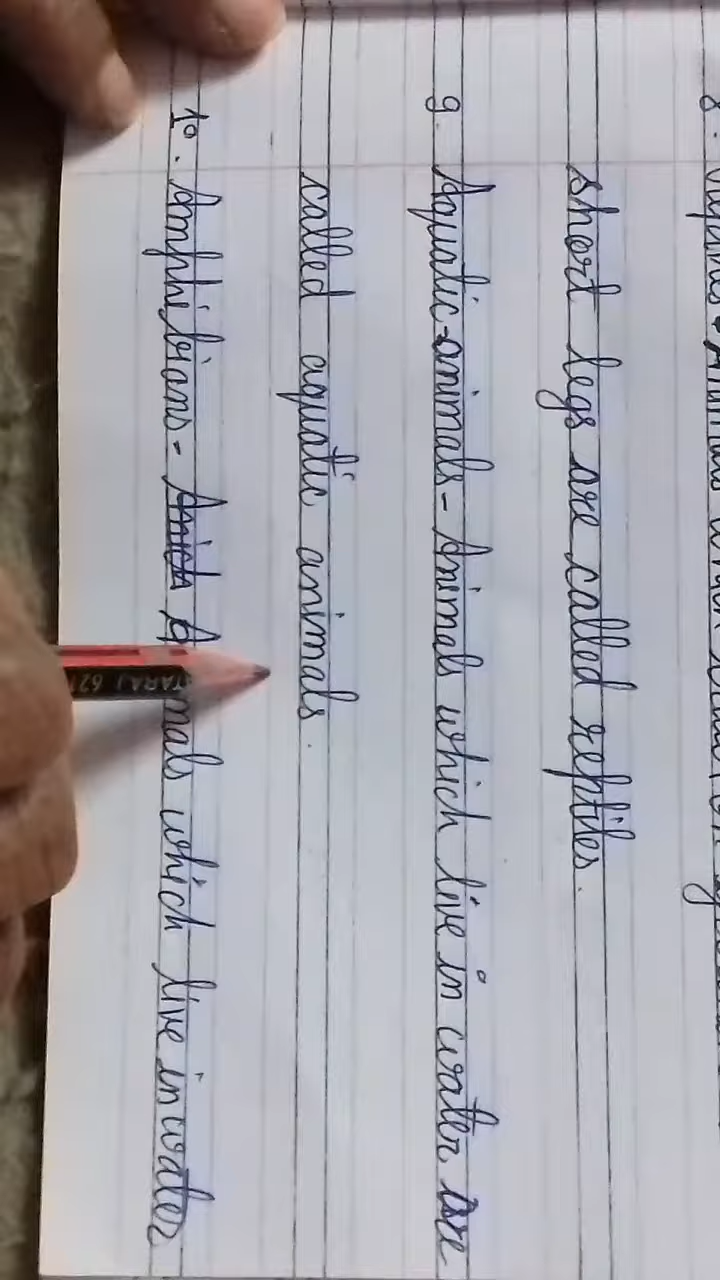 short legs are called reptiles.
9. Aquatic-animals - Animals which live in water are
called aquatic animals.
10. Amphibians - mals which live in water